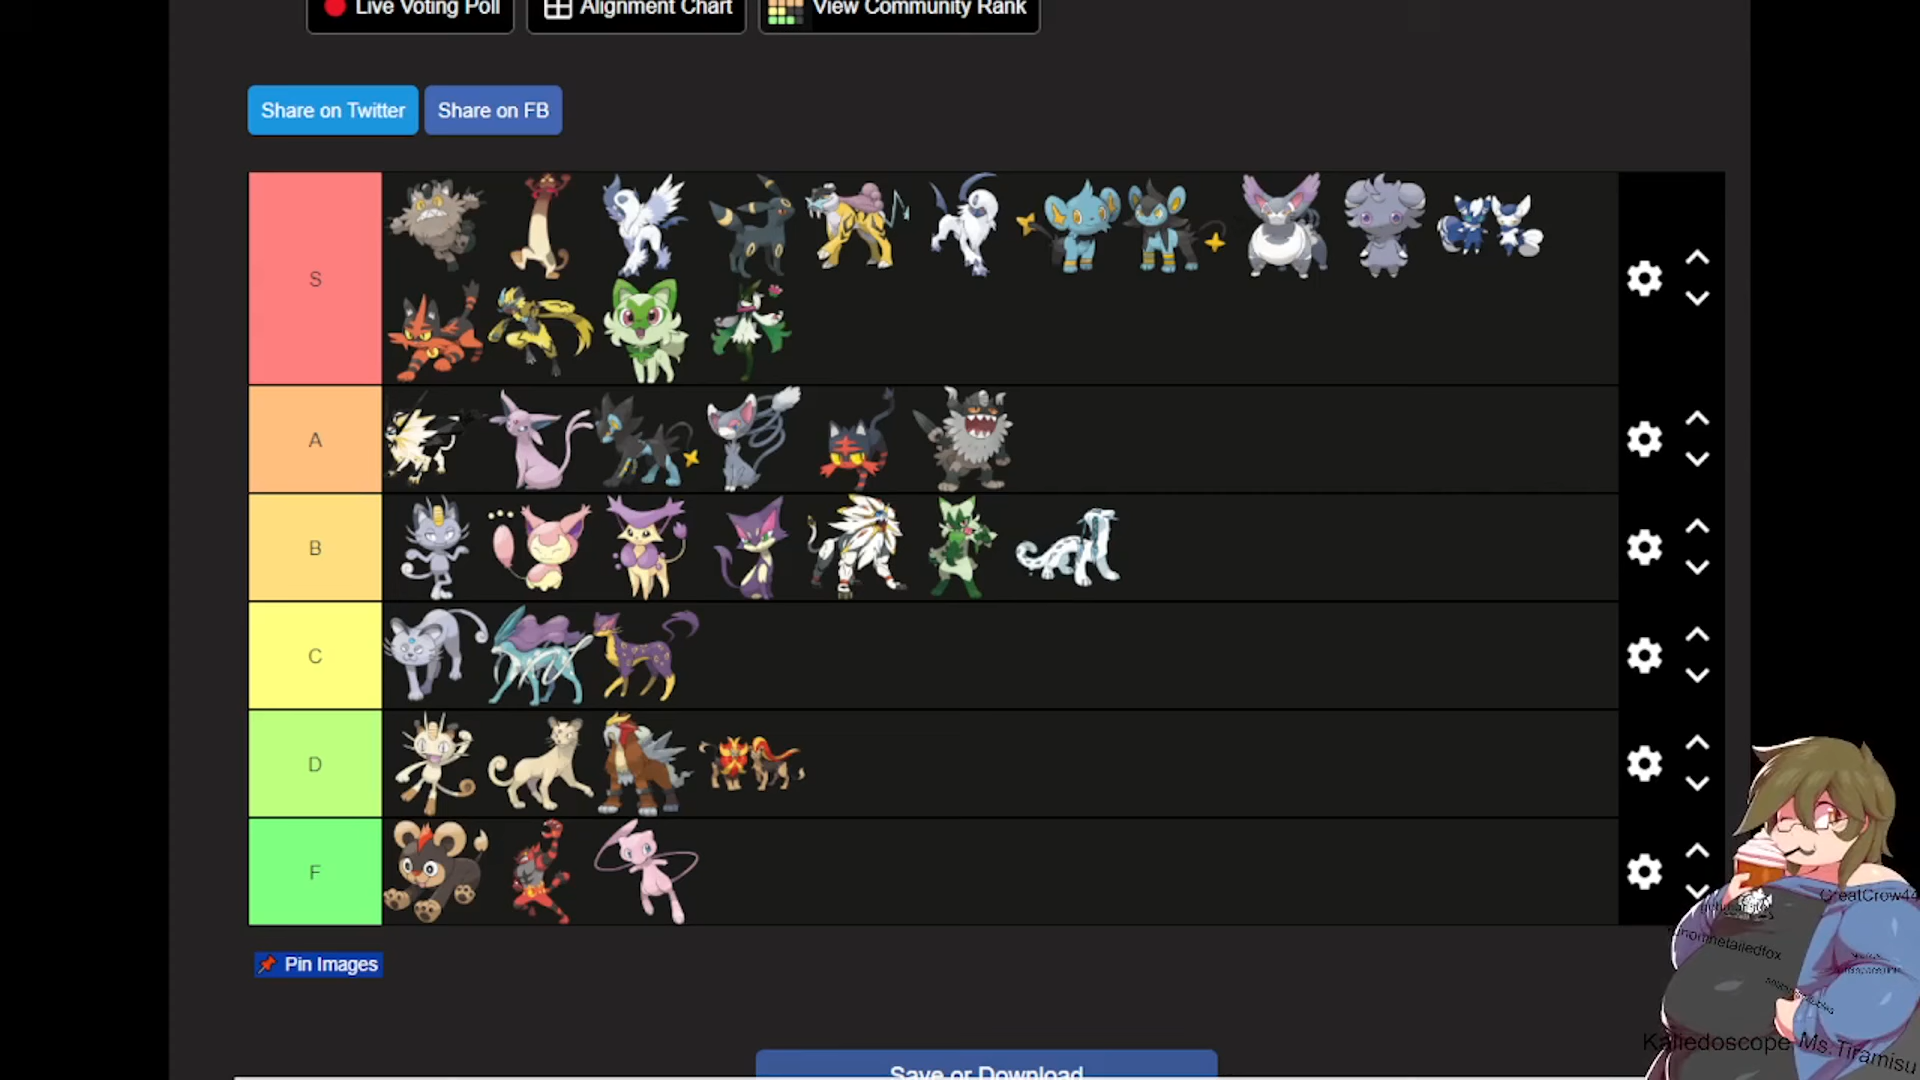 Live Voting Poll
Alignment Chart
View Community Rank
Share on Twitter
Share on FB
S
A
B
C
D
F
Pin Images
Save or Download
GreatCrow44
Kaliedoscope
Ms.Tiramisu